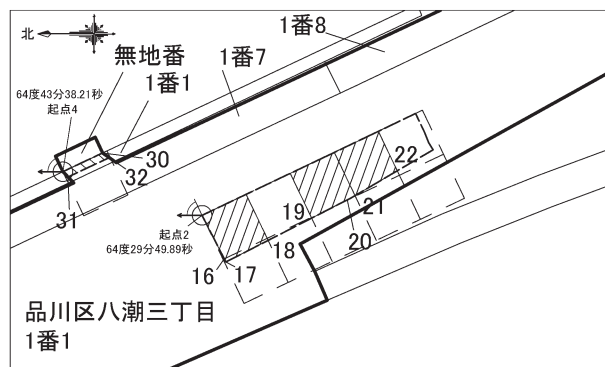 北
1番8
無地番
1番7
1番1
64度43分38.21秒
起点4
30
32
31
22
19
21
20
18
起点2
64度29分49.89秒
16
17
品川区八潮三丁目
1番1